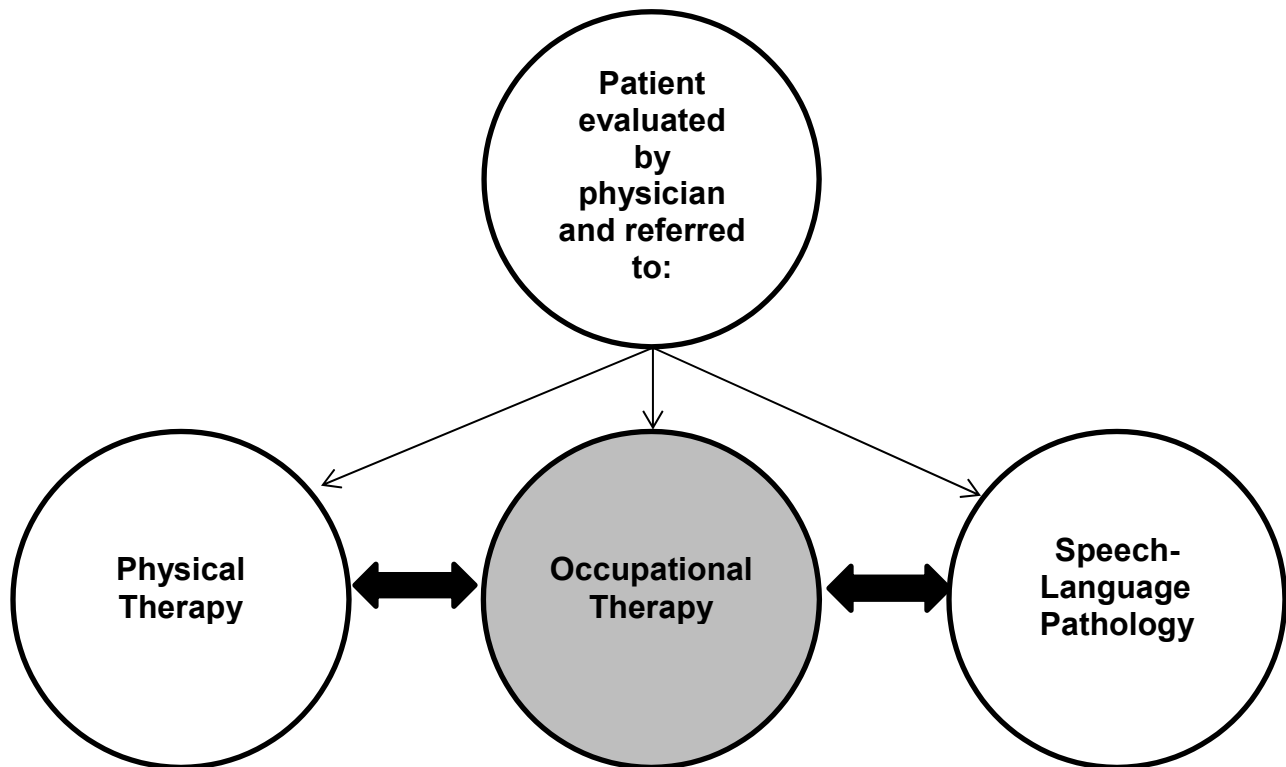 Patient
evaluated
by
physician
and referred
to:
Physical
Therapy
Occupational
Therapy
Speech-
Language
Pathology